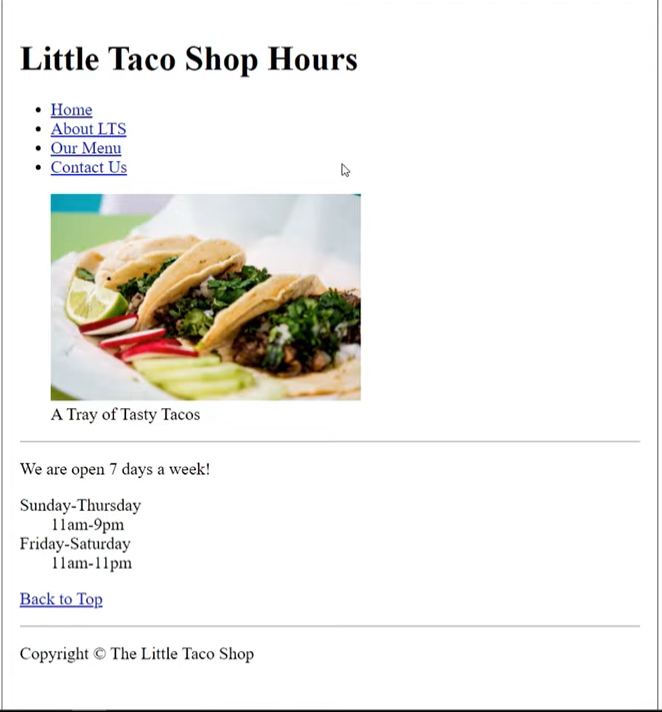 Little Taco Shop Hours
Home
About LTS
Our Menu
Contact Us
A Tray of Tasty Tacos
We are open 7 days a week!
Sunday-Thursday
11am-9pm
Friday-Saturday
11am-11pm
Back to Top
Copyright © The Little Taco Shop